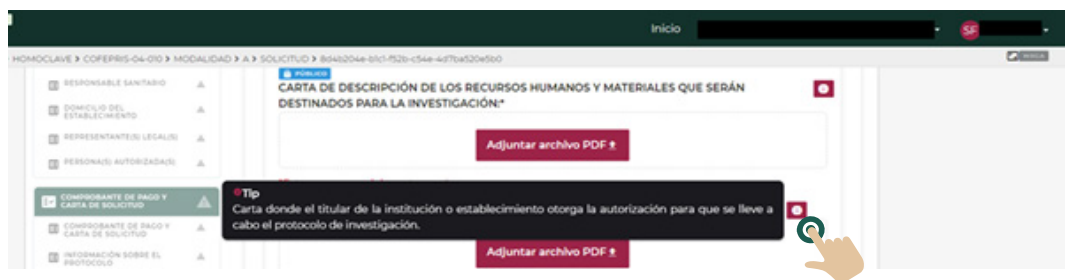 Inicio
SF
HOMOCLAVE > COFEPRIS-04-010 > MODALIDAD > A > SOLICITUD > 8d4b204e-b1c1-f52b-c54e-4d7ba520e5b0
RESPONSABLE SANITARIO
DOMICILIO DEL
ESTABLECIMIENTO
REPRESENTANTE(S) LEGAL(S)
PERSONA(S) AUTORIZADA(S)
COMPROBANTE DE PAGO Y
CARTA DE SOLICITUD
COMPROBANTE DE PAGO Y
CARTA DE SOLICITUD
INFORMACIÓN SOBRE EL
PROTOCOLO
PÚBLICO
CARTA DE DESCRIPCIÓN DE LOS RECURSOS HUMANOS Y MATERIALES QUE SERÁN
DESTINADOS PARA LA INVESTIGACIÓN:*
Adjuntar archivo PDF
Tip
Carta donde el titular de la institución o establecimiento otorga la autorización para que se lleve a
cabo el protocolo de investigación.
Adjuntar archivo PDF